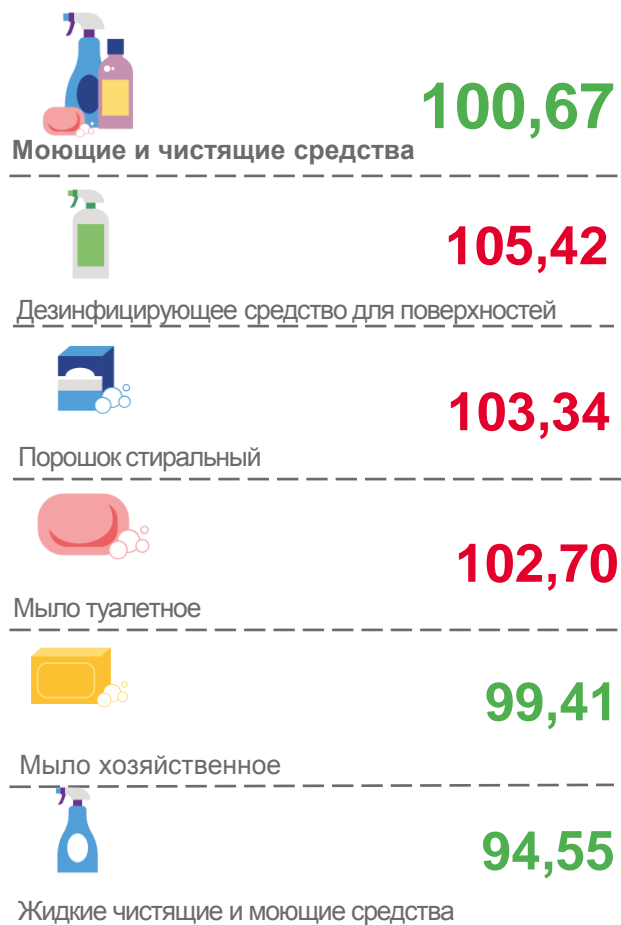 100,67
Моющие и чистящие средства
105,42
Дезинфицирующее средство для поверхностей
103,34
Порошок стиральный
102,70
Мыло туалетное
99,41
Мыло хозяйственное
94,55
Жидкие чистящие и моющие средства